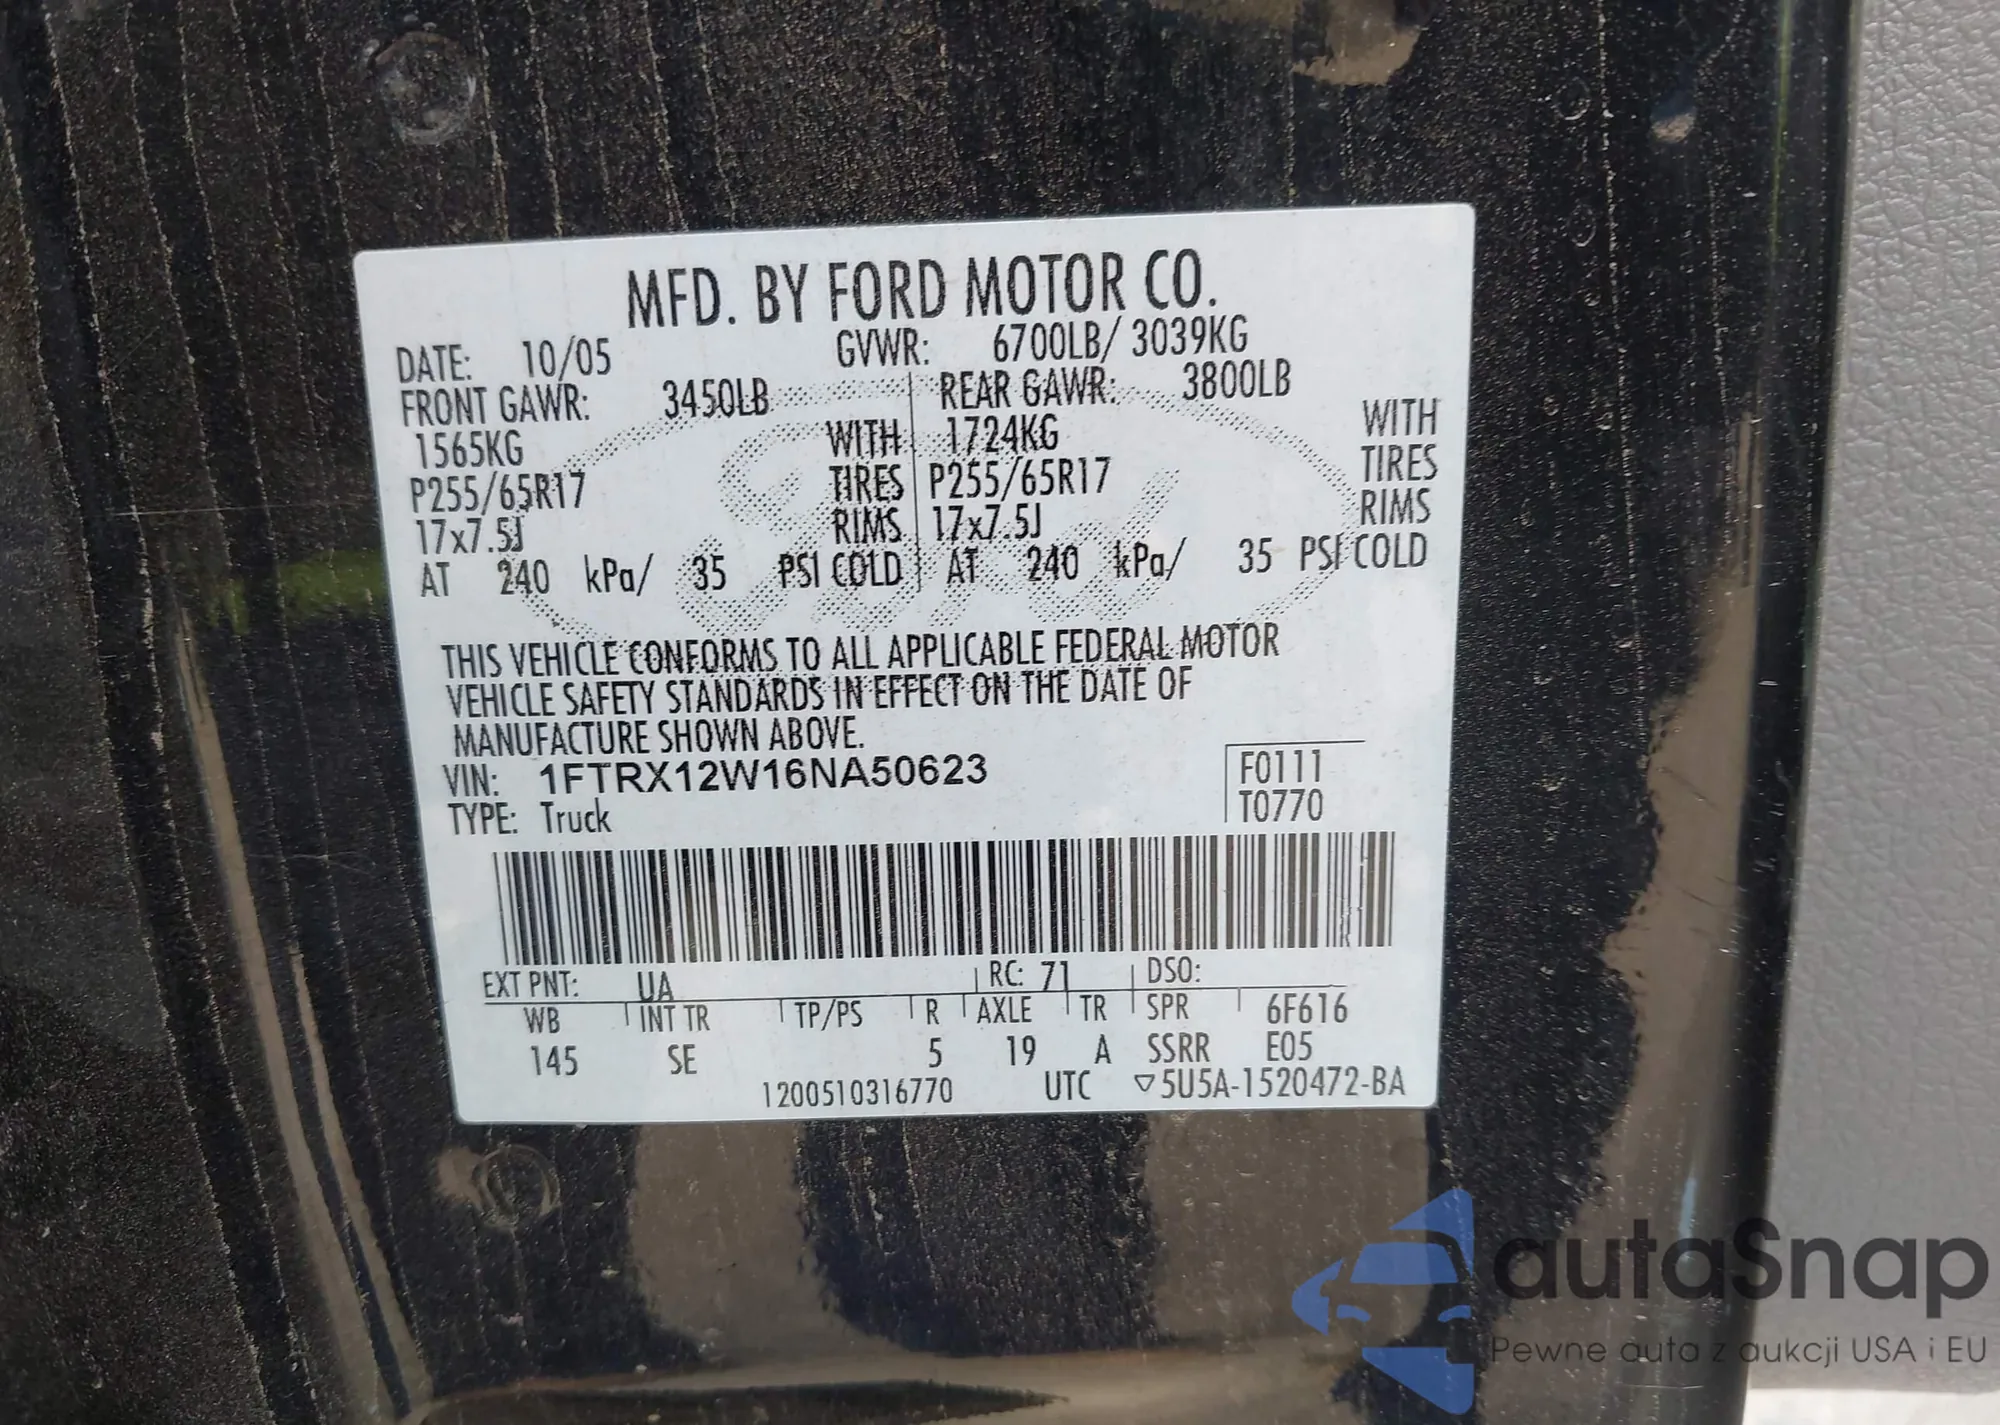 MFD. BY FORD MOTOR CO.
DATE: 10/05 GVWR: 6700LB/ 3039KG
FRONT GAWR: 3450LB REAR GAWR: 3800LB
1565KG WITH 1724KG WITH
P255/65R17 TIRES P255/65R17 TIRES
17x7.5J RIMS 17x7.5J RIMS
AT 240 kPa/ 35 PSI COLD AT 240 kPa/ 35 PSI COLD
THIS VEHICLE CONFORMS TO ALL APPLICABLE FEDERAL MOTOR
VEHICLE SAFETY STANDARDS IN EFFECT ON THE DATE OF
MANUFACTURE SHOWN ABOVE.
VIN: 1FTRX12W16NA50623 F0111
TYPE: Truck T0770
EXT PNT: UA RC: 71 DSO:
WB INT TR TP/PS R AXLE TR SPR 6F616
145 SE 5 19 A SSRR E05
1200510316770 UTC ▽5U5A-1520472-BA
autaSnap
Pewne auta z aukcji USA i EU